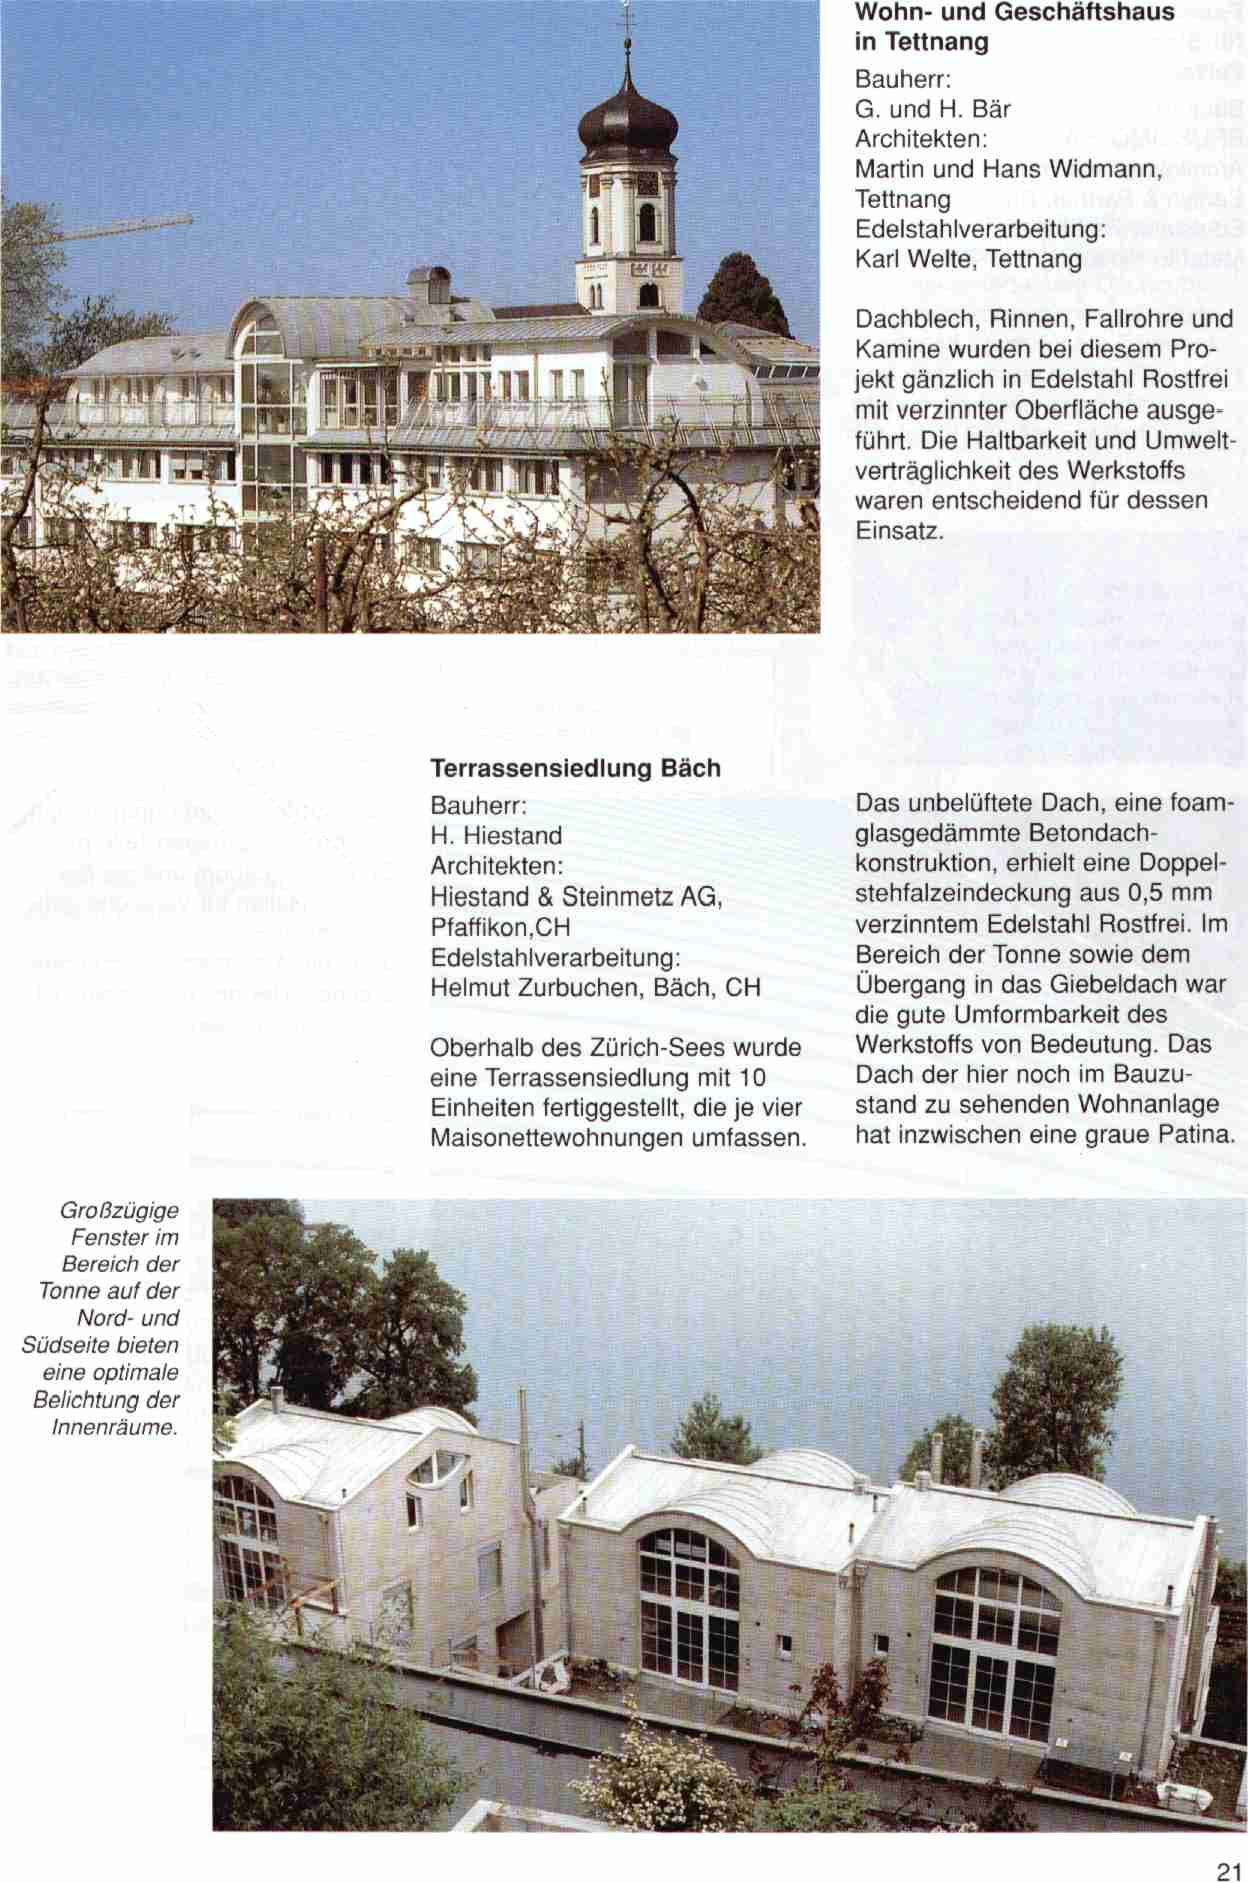 Wohn- und Geschäftshaus
in Tettnang
Bauherr:
G. und H. Bär
Architekten:
Martin und Hans Widmann,
Tettnang
Edelstahlverarbeitung:
Karl Welte, Tettnang
Dachblech, Rinnen, Fallrohre und
Kamine wurden bei diesem Pro-
jekt gänzlich in Edelstahl Rostfrei
mit verzinnter Oberfläche ausge-
führt. Die Haltbarkeit und Umwelt-
verträglichkeit des Werkstoffs
waren entscheidend für dessen
Einsatz.
Terrassensiedlung Bäch
Bauherr:
H. Hiestand
Architekten:
Hiestand & Steinmetz AG,
Pfaffikon,CH
Edelstahlverarbeitung:
Helmut Zurbuchen, Bäch, CH
Oberhalb des Zürich-Sees wurde
eine Terrassensiedlung mit 10
Einheiten fertiggestellt, die je vier
Maisonettewohnungen umfassen.
Das unbelüftete Dach, eine foam-
glasgedämmte Betondach-
konstruktion, erhielt eine Doppel-
stehfalzeindeckung aus 0,5 mm
verzinntem Edelstahl Rostfrei. Im
Bereich der Tonne sowie dem
Übergang in das Giebeldach war
die gute Umformbarkeit des
Werkstoffs von Bedeutung. Das
Dach der hier noch im Bauzu-
stand zu sehenden Wohnanlage
hat inzwischen eine graue Patina.
Großzügige
Fenster im
Bereich der
Tonne auf der
Nord- und
Südseite bieten
eine optimale
Belichtung der
Innenräume.
21